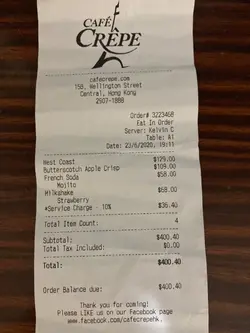 CAFÉ
CRÊPE
cafecrepe.com
150, Wellington Street
Central, Hong Kong
2907-1888
Order# 3223460
Eat In Order
Server: Kelvin C
Table: A1
Date: 23/6/2020, 19:11
West Coast $129.00
Butterscotch Apple Crisp $109.00
French Soda $58.00
Mojito
Milkshake $68.00
Strawberry
*Service Charge - 10% $36.40
Total Item Count: 4
Subtotal: $400.40
Total Tax Included: $0.00
Total: $400.40
Order Balance due: $400.40
Thank you for coming!
Please LIKE us on our Facebook page
www.facebook.com/cafecrepehk